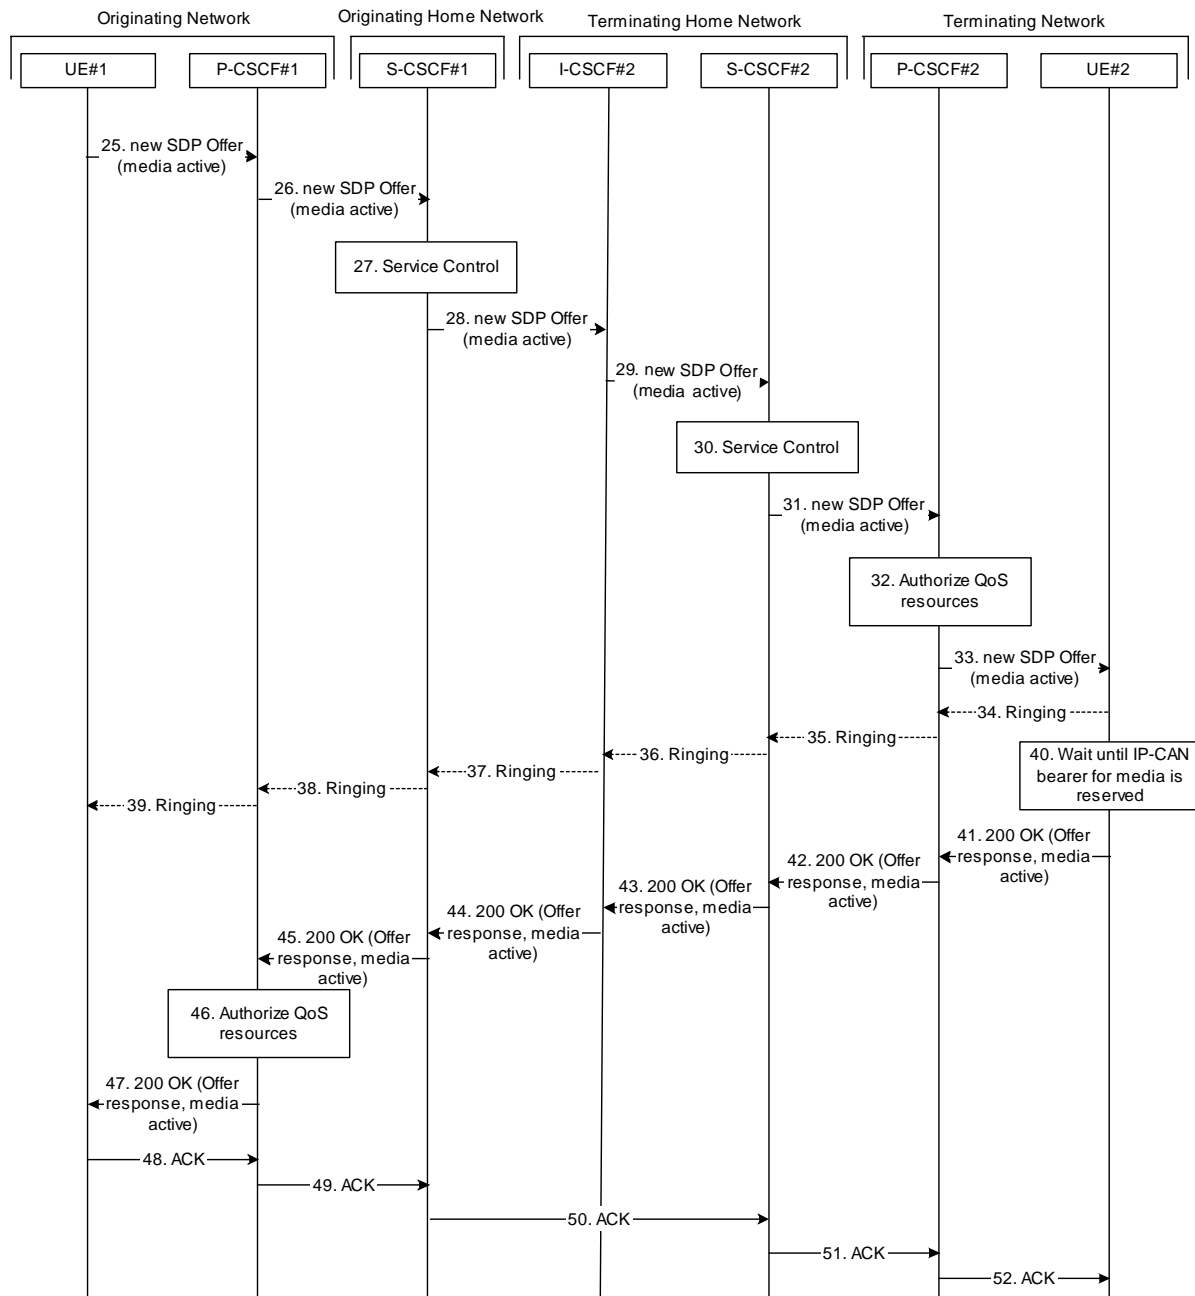 Originating Network
Originating Home Network
Terminating Home Network
Terminating Network
UE#1
P-CSCF#1
S-CSCF#1
I-CSCF#2
S-CSCF#2
P-CSCF#2
UE#2
25. new SDP Offer
(media active)
26. new SDP Offer
(media active)
27. Service Control
28. new SDP Offer
(media active)
29. new SDP Offer
(media active)
30. Service Control
31. new SDP Offer
(media active)
32. Authorize QoS
resources
33. new SDP Offer
(media active)
34. Ringing
35. Ringing
36. Ringing
37. Ringing
38. Ringing
39. Ringing
40. Wait until IP-CAN
bearer for media is
reserved
41. 200 OK (Offer
response, media
active)
42. 200 OK (Offer
response, media
active)
43. 200 OK (Offer
response, media
active)
44. 200 OK (Offer
response, media
active)
45. 200 OK (Offer
response, media
active)
46. Authorize QoS
resources
47. 200 OK (Offer
response, media
active)
48. ACK
49. ACK
50. ACK
51. ACK
52. ACK